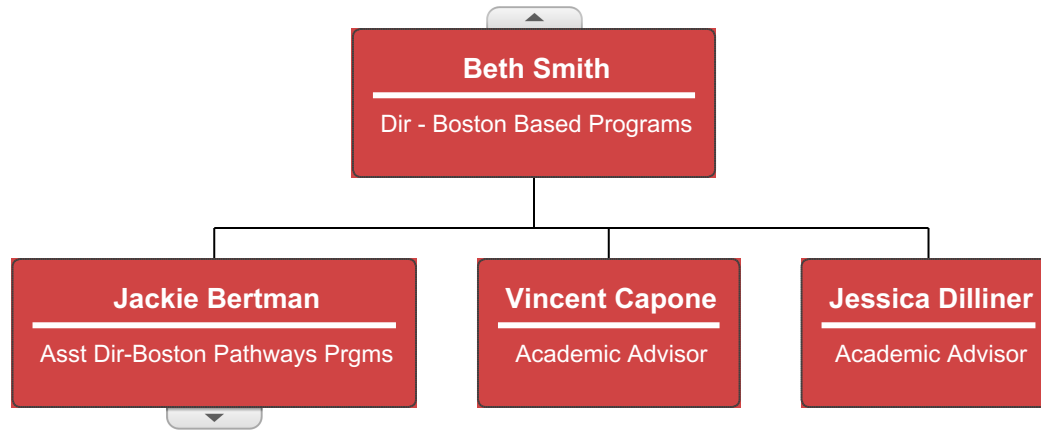 Beth Smith
Dir - Boston Based Programs
Jackie Bertman
Asst Dir-Boston Pathways Prgms
Vincent Capone
Academic Advisor
Jessica Dilliner
Academic Advisor